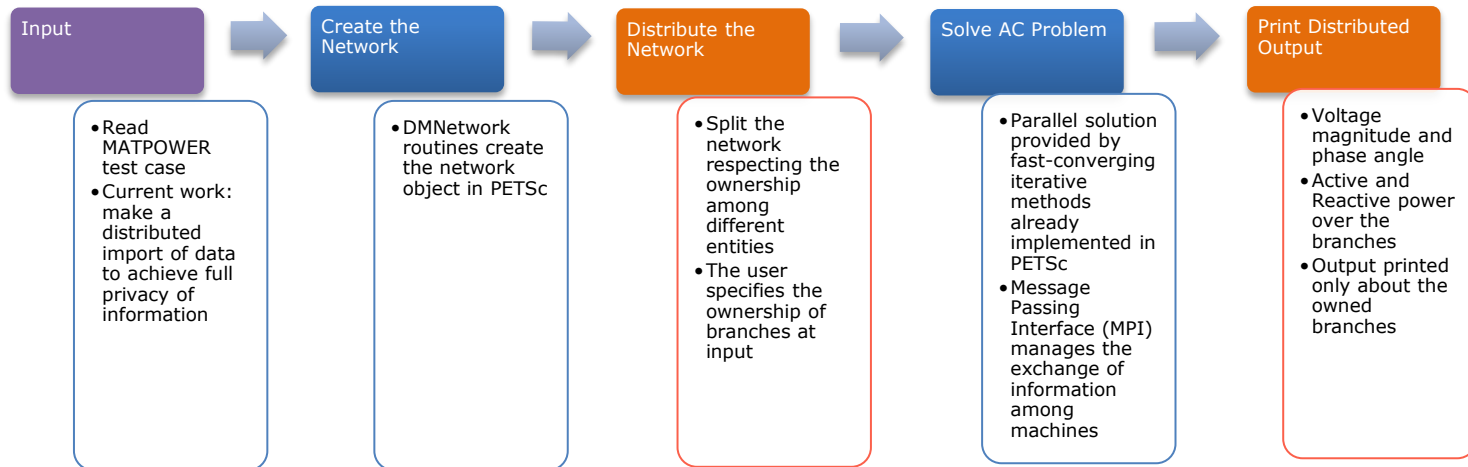 Input
• Read
MATPOWER
test case
• Current work:
make a
distributed
import of data
to achieve full
privacy of
information
Create the
Network
• DMNetwork
routines create
the network
object in PETSc
Distribute the
Network
• Split the
network
respecting the
ownership
among
different
entities
• The user
specifies the
ownership of
branches at
input
Solve AC Problem
• Parallel solution
provided by
fast-converging
iterative
methods
already
implemented in
PETSc
• Message
Passing
Interface (MPI)
manages the
exchange of
information
among
machines
Print Distributed
Output
• Voltage
magnitude and
phase angle
• Active and
Reactive power
over the
branches
• Output printed
only about the
owned
branches